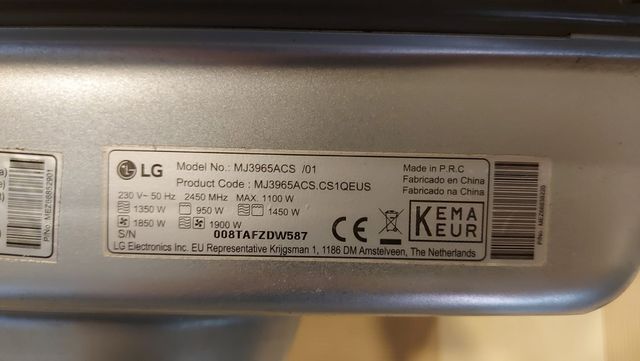 LG
Model No.: MJ3965ACS /01
Product Code : MJ3965ACS.CS1QEUS
230 V~ 50 Hz 2450 MHz MAX. 1100 W
1350 W 950 W 1450 W
1850 W 1900 W
S/N 008TAFZDW587
LG Electronics Inc. EU Representative Krijgsman 1, 1186 DM Amstelveen, The Netherlands
Made in P.R.C
Fabricado en China
Fabricado na China
CE
KEMA
KEUR